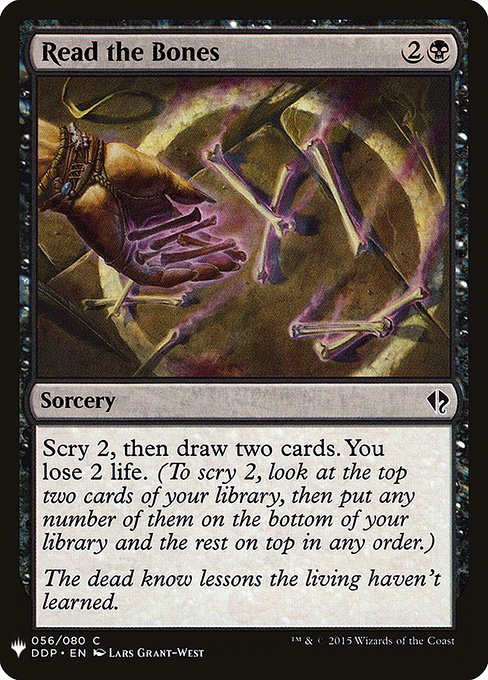 Read the Bones 2
Sorcery
Scry 2, then draw two cards. You
lose 2 life. (To scry 2, look at the top
two cards of your library, then put any
number of them on the bottom of your
library and the rest on top in any order.)
The dead know lessons the living haven't
learned.
056/080 C
DDP • EN Lars Grant-West
™ & © 2015 Wizards of the Coast